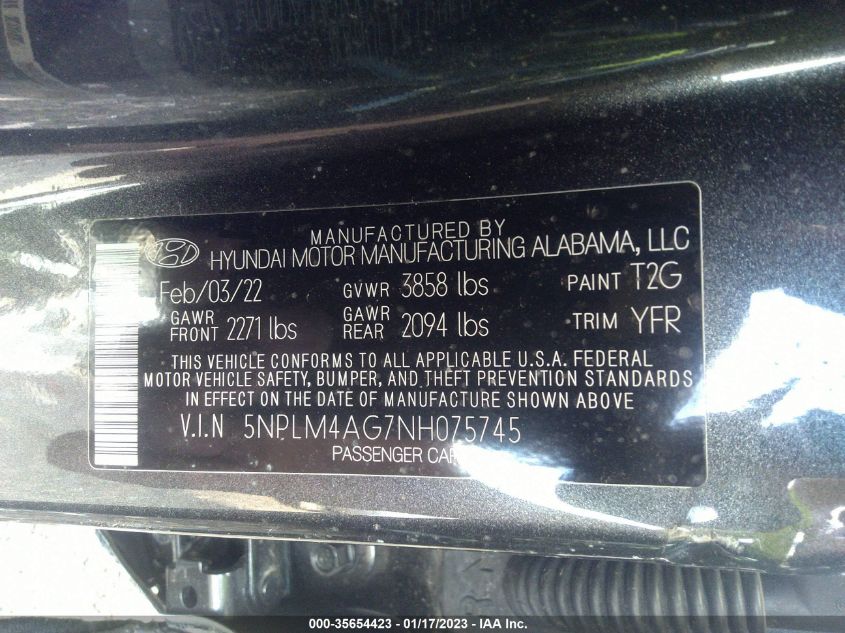 MANUFACTURED BY
HYUNDAI MOTOR MANUFACTURING ALABAMA, LLC
Feb/03/22 GVWR 3858 lbs PAINT T2G
GAWR FRONT 2271 lbs GAWR REAR 2094 lbs TRIM YFR
THIS VEHICLE CONFORMS TO ALL APPLICABLE U.S.A. FEDERAL
MOTOR VEHICLE SAFETY, BUMPER, AND THEFT PREVENTION STANDARDS
IN EFFECT ON THE DATE OF MANUFACTURE SHOWN ABOVE
V.I.N 5NPLM4AG7NH075745
PASSENGER CAR
000-35654423 - 01/17/2023 - © IAA Inc.